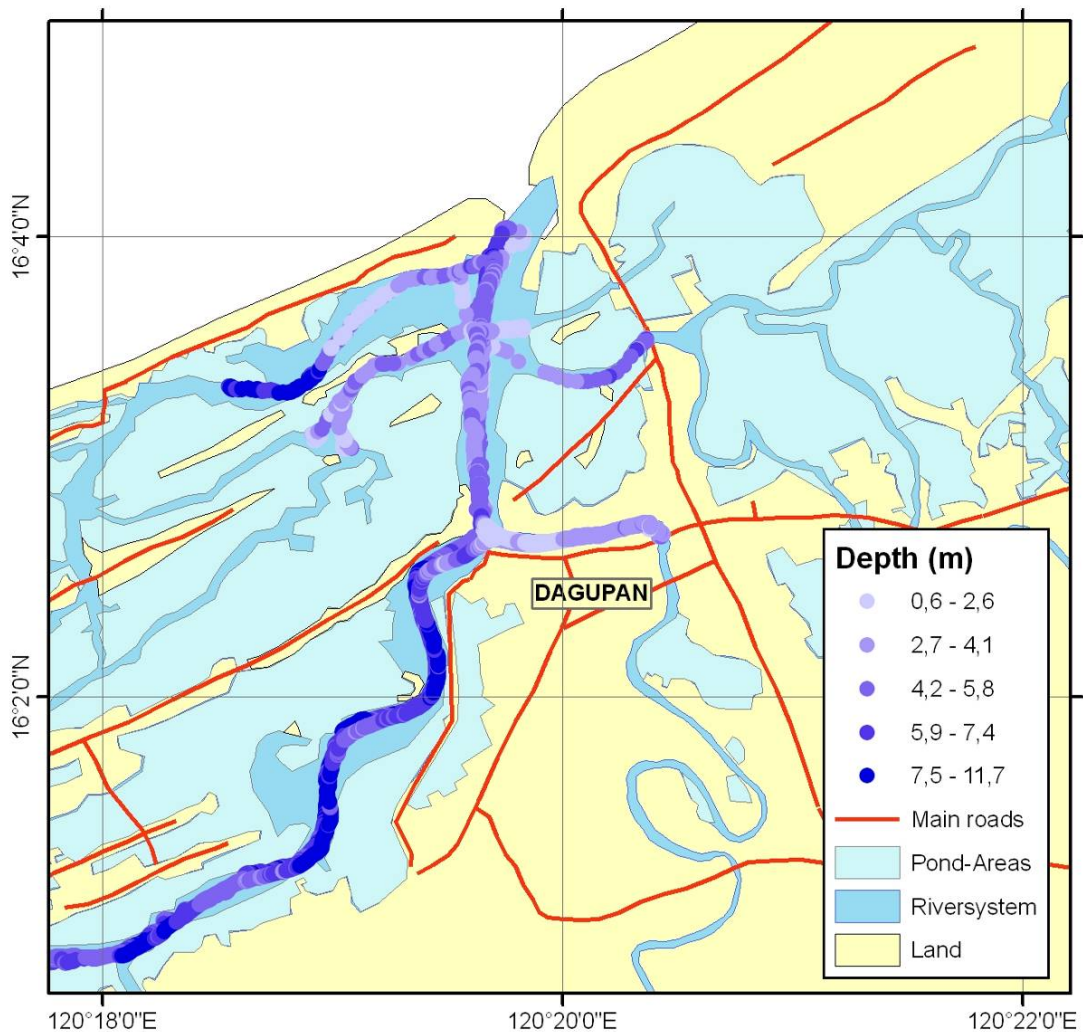 16°4'0"N
DAGUPAN
16°2'0"N
Depth (m)
0,6 - 2,6
2,7 - 4,1
4,2 - 5,8
5,9 - 7,4
7,5 - 11,7
Main roads
Pond-Areas
Riversystem
Land
120°18'0"E
120°20'0"E
120°22'0"E